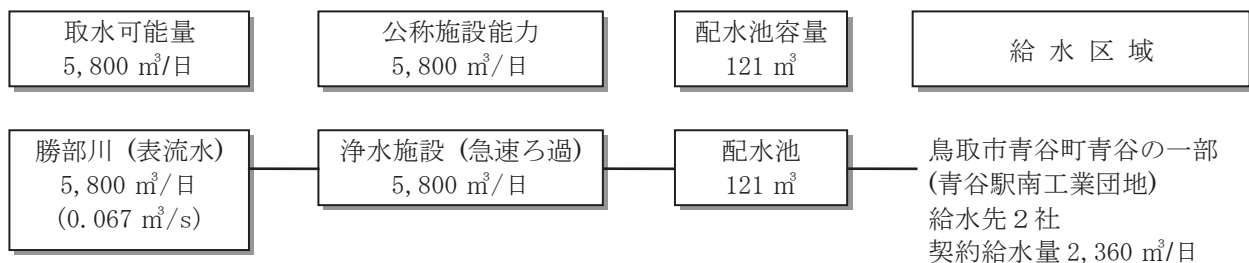 取水可能量
5,800 ㎥/日
公称施設能力
5,800 ㎥/日
配水池容量
121 ㎥
給 水 区 域
勝部川 (表流水)
5,800 ㎥/日
(0.067 ㎥/s)
浄水施設 (急速ろ過)
5,800 ㎥/日
配水池
121 ㎥
鳥取市青谷町青谷の一部
(青谷駅南工業団地)
給水先２社
契約給水量 2,360 ㎥/日